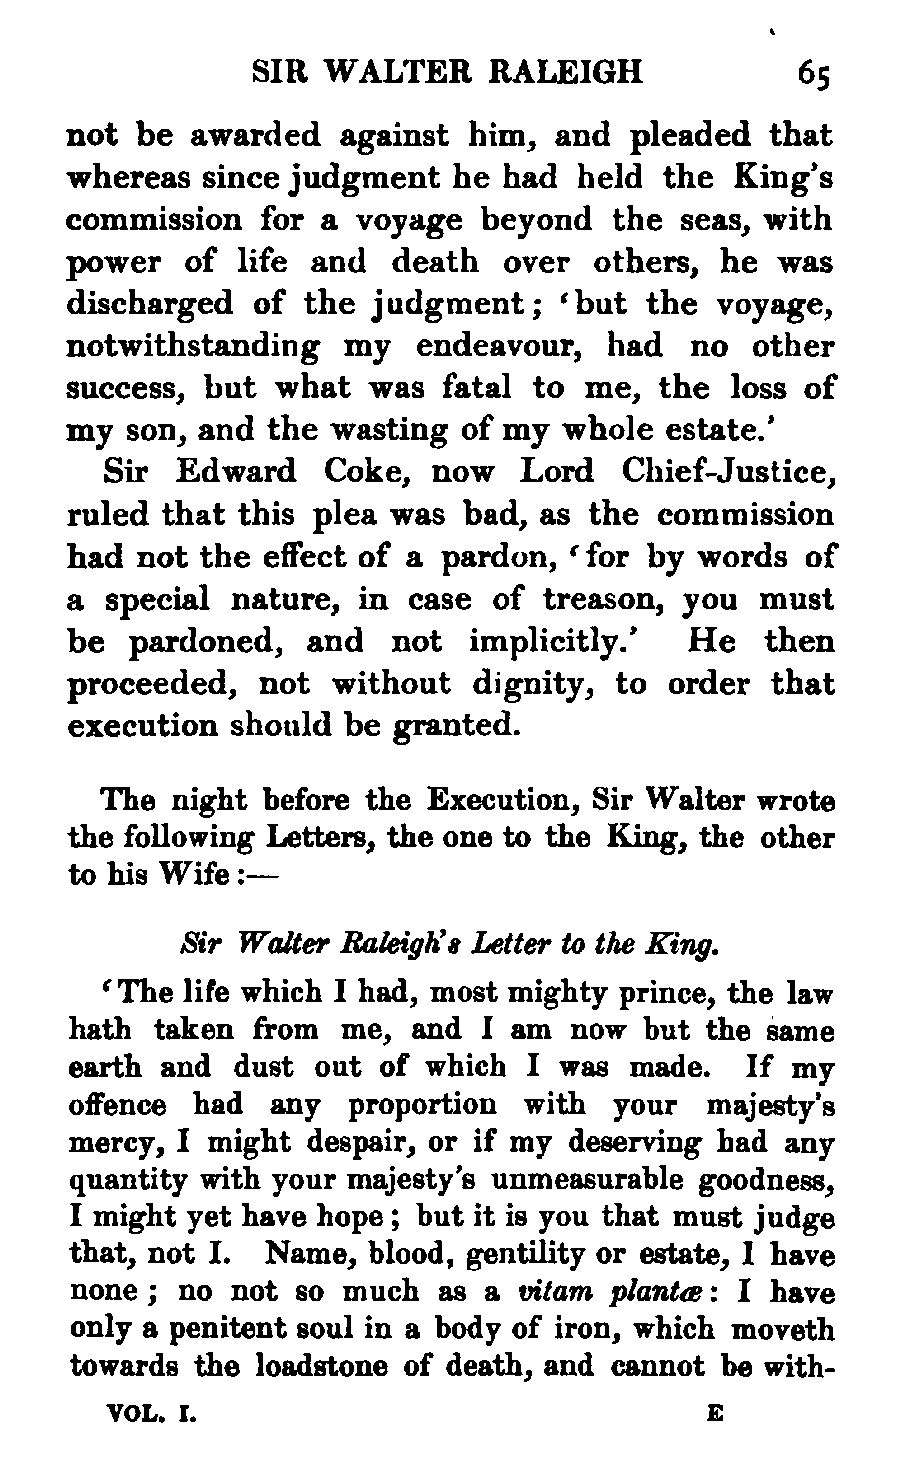 SIR WALTER RALEIGH 65
not be awarded against him, and pleaded that
whereas since judgment he had held the King's
commission for a voyage beyond the seas, with
power of life and death over others, he was
discharged of the judgment; ‘but the voyage,
notwithstanding my endeavour, had no other
success, but what was fatal to me, the loss of
my son, and the wasting of my whole estate.’
Sir Edward Coke, now Lord Chief-Justice,
ruled that this plea was bad, as the commission
had not the effect of a pardon, ‘for by words of
a special nature, in case of treason, you must
be pardoned, and not implicitly.’ He then
proceeded, not without dignity, to order that
execution should be granted.
The night before the Execution, Sir Walter wrote
the following Letters, the one to the King, the other
to his Wife:—
Sir Walter Raleigh's Letter to the King.
‘The life which I had, most mighty prince, the law
hath taken from me, and I am now but the same
earth and dust out of which I was made. If my
offence had any proportion with your majesty's
mercy, I might despair, or if my deserving had any
quantity with your majesty's unmeasurable goodness,
I might yet have hope; but it is you that must judge
that, not I. Name, blood, gentility or estate, I have
none; no not so much as a vitam plantæ: I have
only a penitent soul in a body of iron, which moveth
towards the loadstone of death, and cannot be with-
VOL. I. E